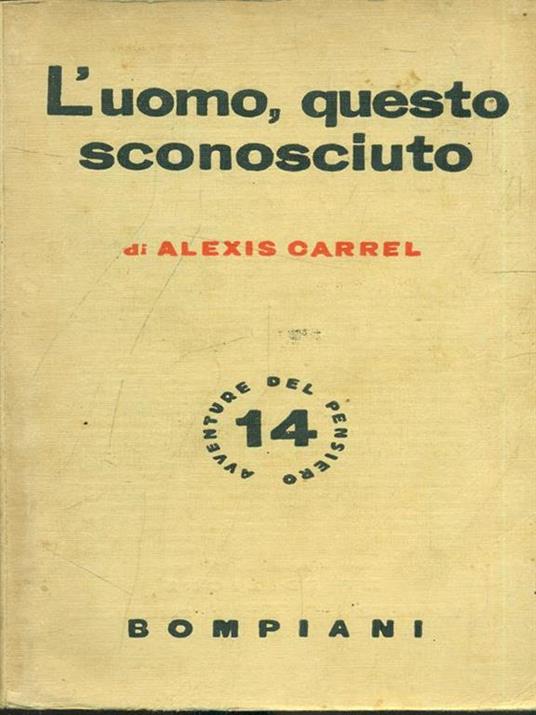 L'uomo, questo
sconosciuto
di ALEXIS CARREL
AVVENTURE DEL PENSIERO
14
BOMPIANI